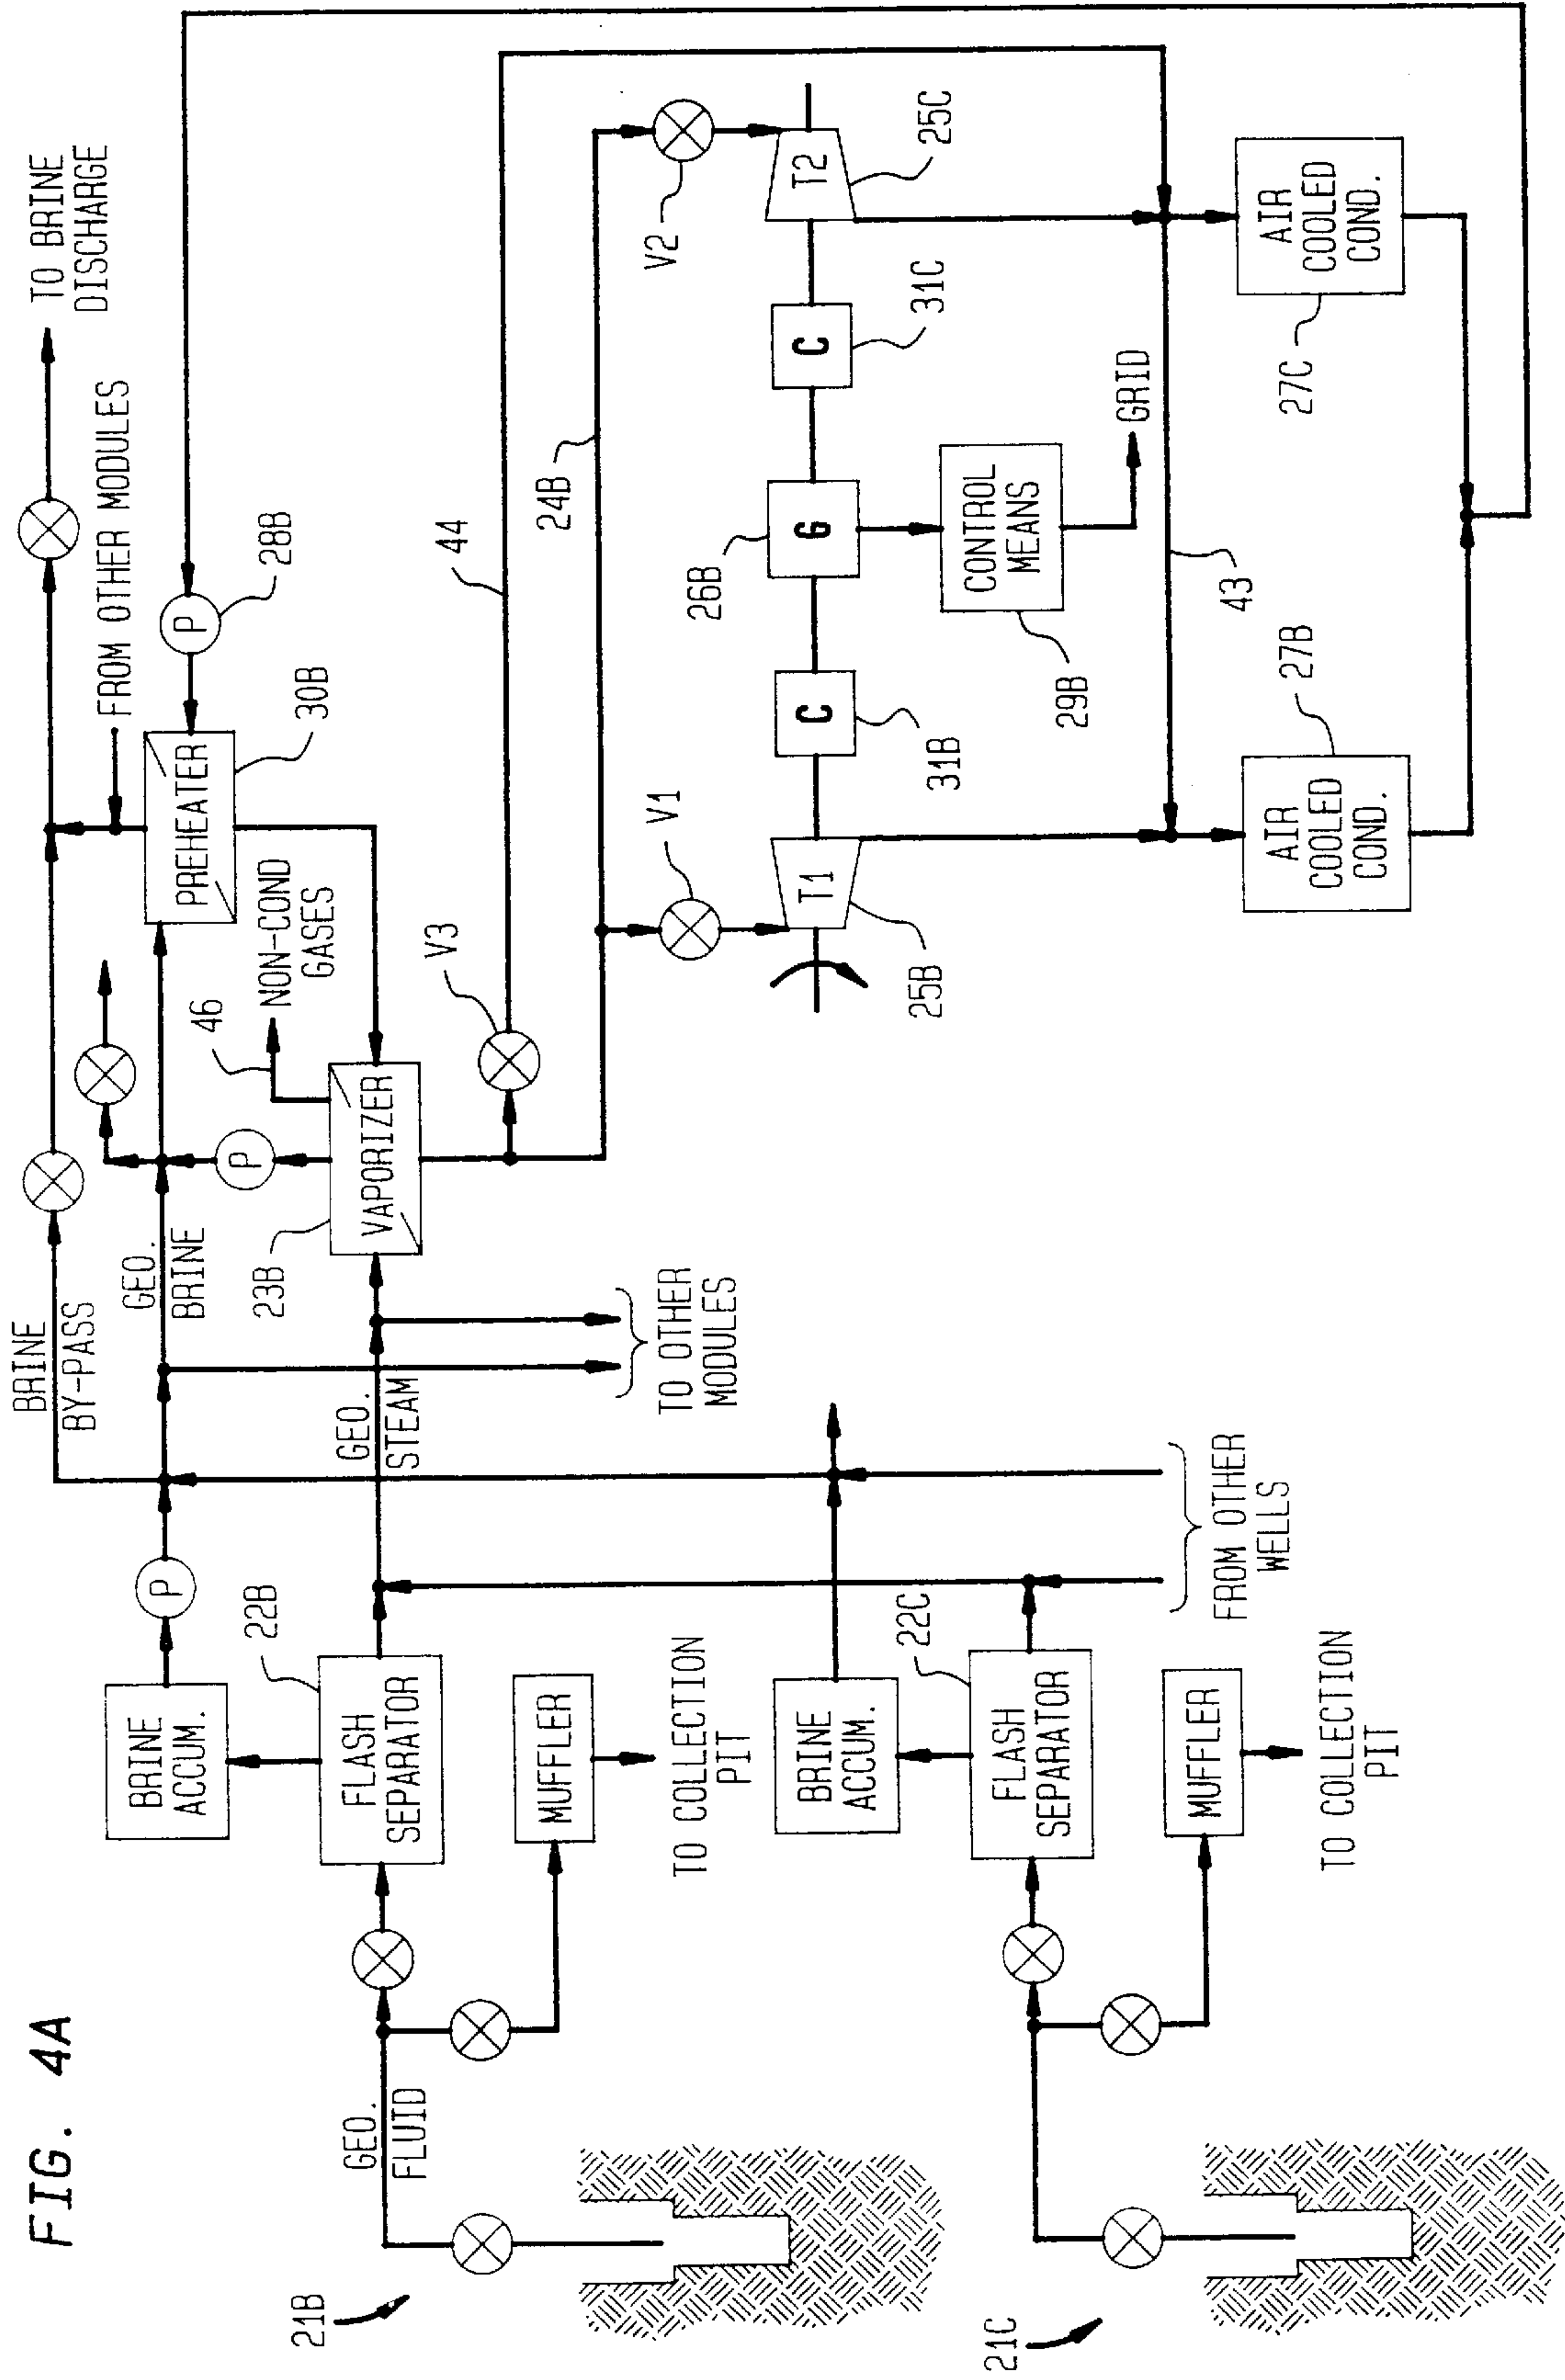 FIG. 4A
21B
GEO.
FLUID
BRINE
ACCUM.
P
FLASH
SEPARATOR
22B
MUFFLER
TO COLLECTION
PIT
BRINE
BY-PASS
GEO.
BRINE
GEO.
STEAM
TO OTHER
MODULES
23B
VAPORIZER
P
46
NON-COND
GASES
PREHEATER
30B
P
28B
FROM OTHER MODULES
TO BRINE
DISCHARGE
V3
44
24B
V1
V2
T1
25B
C
31B
G
26B
C
31C
T2
25C
CONTROL
MEANS
29B
GRID
43
AIR
COOLED
COND.
27B
AIR
COOLED
COND.
27C
21C
BRINE
ACCUM.
FLASH
SEPARATOR
22C
MUFFLER
TO COLLECTION
PIT
FROM OTHER
WELLS